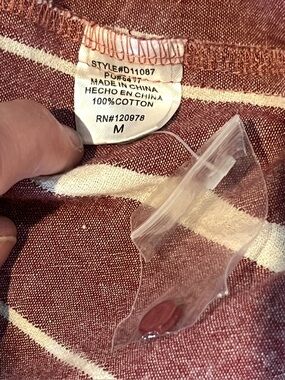 STYLE#D11087
MADE IN CHINA
HECHO EN CHINA
100%COTTON
RN#120978
M